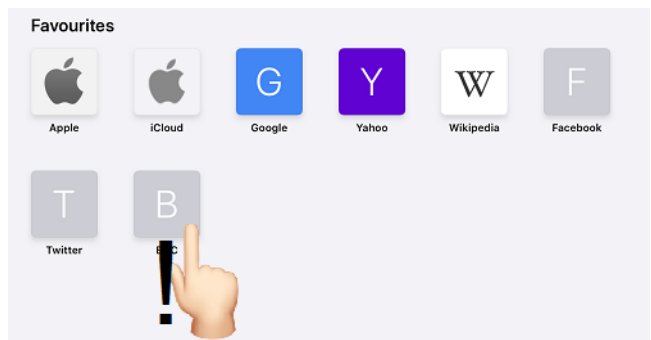 Favourites
G Y W F
Apple iCloud Google Yahoo Wikipedia Facebook
T B
Twitter
!